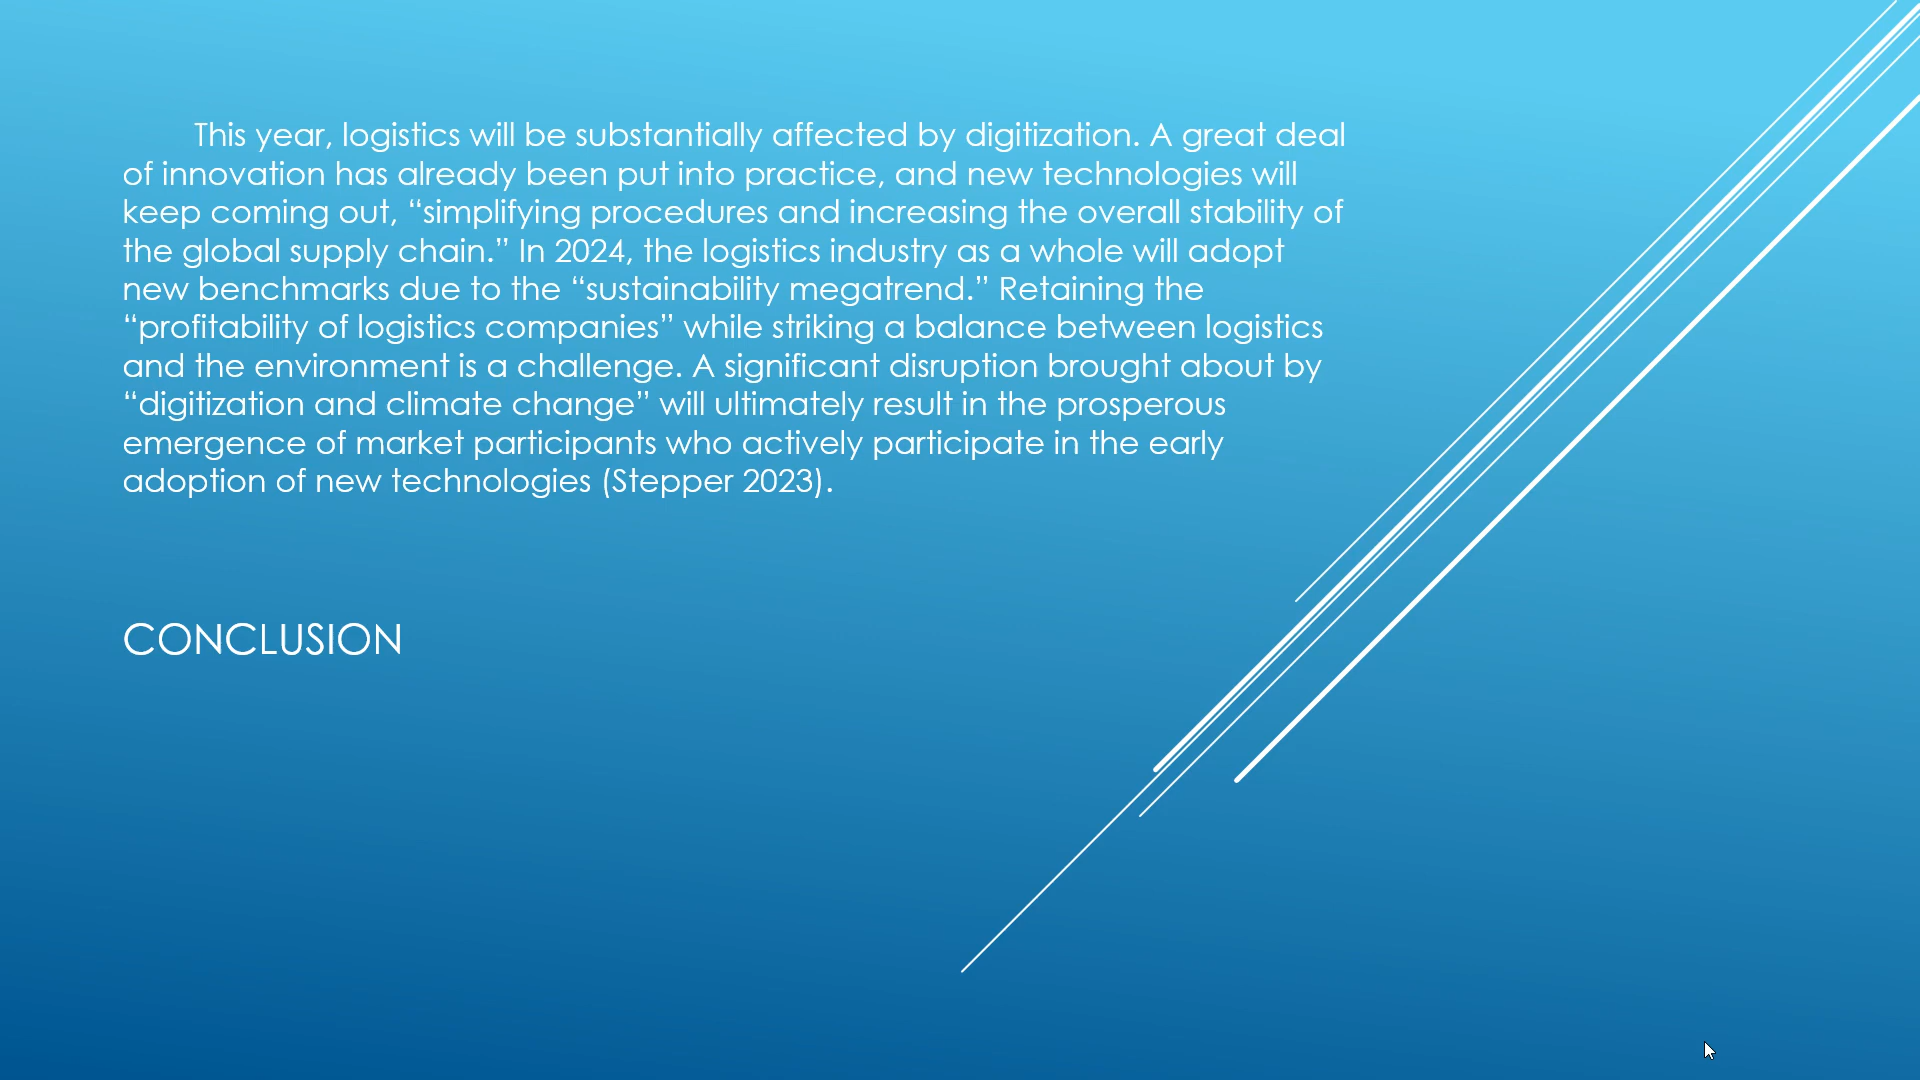 This year, logistics will be substantially affected by digitization. A great deal
of innovation has already been put into practice, and new technologies will
keep coming out, “simplifying procedures and increasing the overall stability of
the global supply chain.” In 2024, the logistics industry as a whole will adopt
new benchmarks due to the “sustainability megatrend.” Retaining the
“profitability of logistics companies” while striking a balance between logistics
and the environment is a challenge. A significant disruption brought about by
“digitization and climate change” will ultimately result in the prosperous
emergence of market participants who actively participate in the early
adoption of new technologies (Stepper 2023).
CONCLUSION